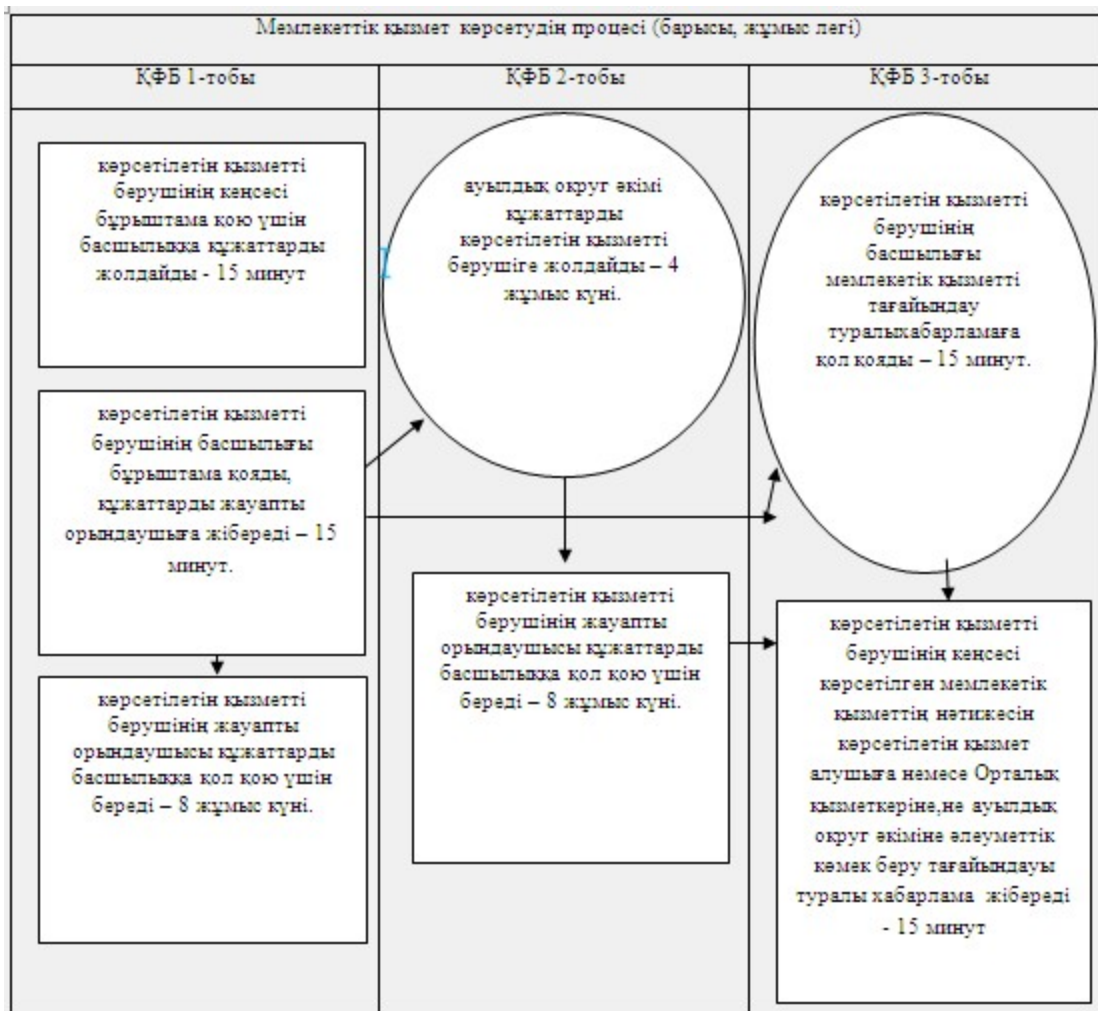 Мемлекеттік қызмет көрсетудің процесі (барысы, жұмыс легі)
ҚФБ 1-тобы
ҚФБ 2-тобы
ҚФБ 3-тобы
көрсетілетін қызметті
берушінің кеңсесі
бұрыштама қою үшін
басшылыққа құжаттарды
жолдайды - 15 минут
көрсетілетін қызметті
берушінің басшылығы
бұрыштама қояды,
құжаттарды жауапты
орындаушыға жібереді – 15
минут.
көрсетілетін қызметті
берушінің жауапты
орындаушысы құжаттарды
басшылыққа қол қою үшін
береді – 8 жұмыс күні.
ауылдық округ әкімі
құжаттарды
көрсетілетін қызметті
берушіге жолдайды – 4
жұмыс күні.
көрсетілетін қызметті
берушінің жауапты
орындаушысы құжаттарды
басшылыққа қол қою үшін
береді – 8 жұмыс күні.
көрсетілетін қызметті
берушінің
басшылығы
мемлекетік қызметті
тағайындау
туралыхабарламаға
қол қояды – 15 минут.
көрсетілетін қызметті
берушінің кеңсесі
көрсетілген мемлекетік
қызметтің нәтижесін
көрсетілетін қызмет
алушыға немесе Орталық
қызметкеріне,не ауылдық
округ әкіміне әлеуметтік
көмек беру тағайындауы
туралы хабарлама жібереді
- 15 минут